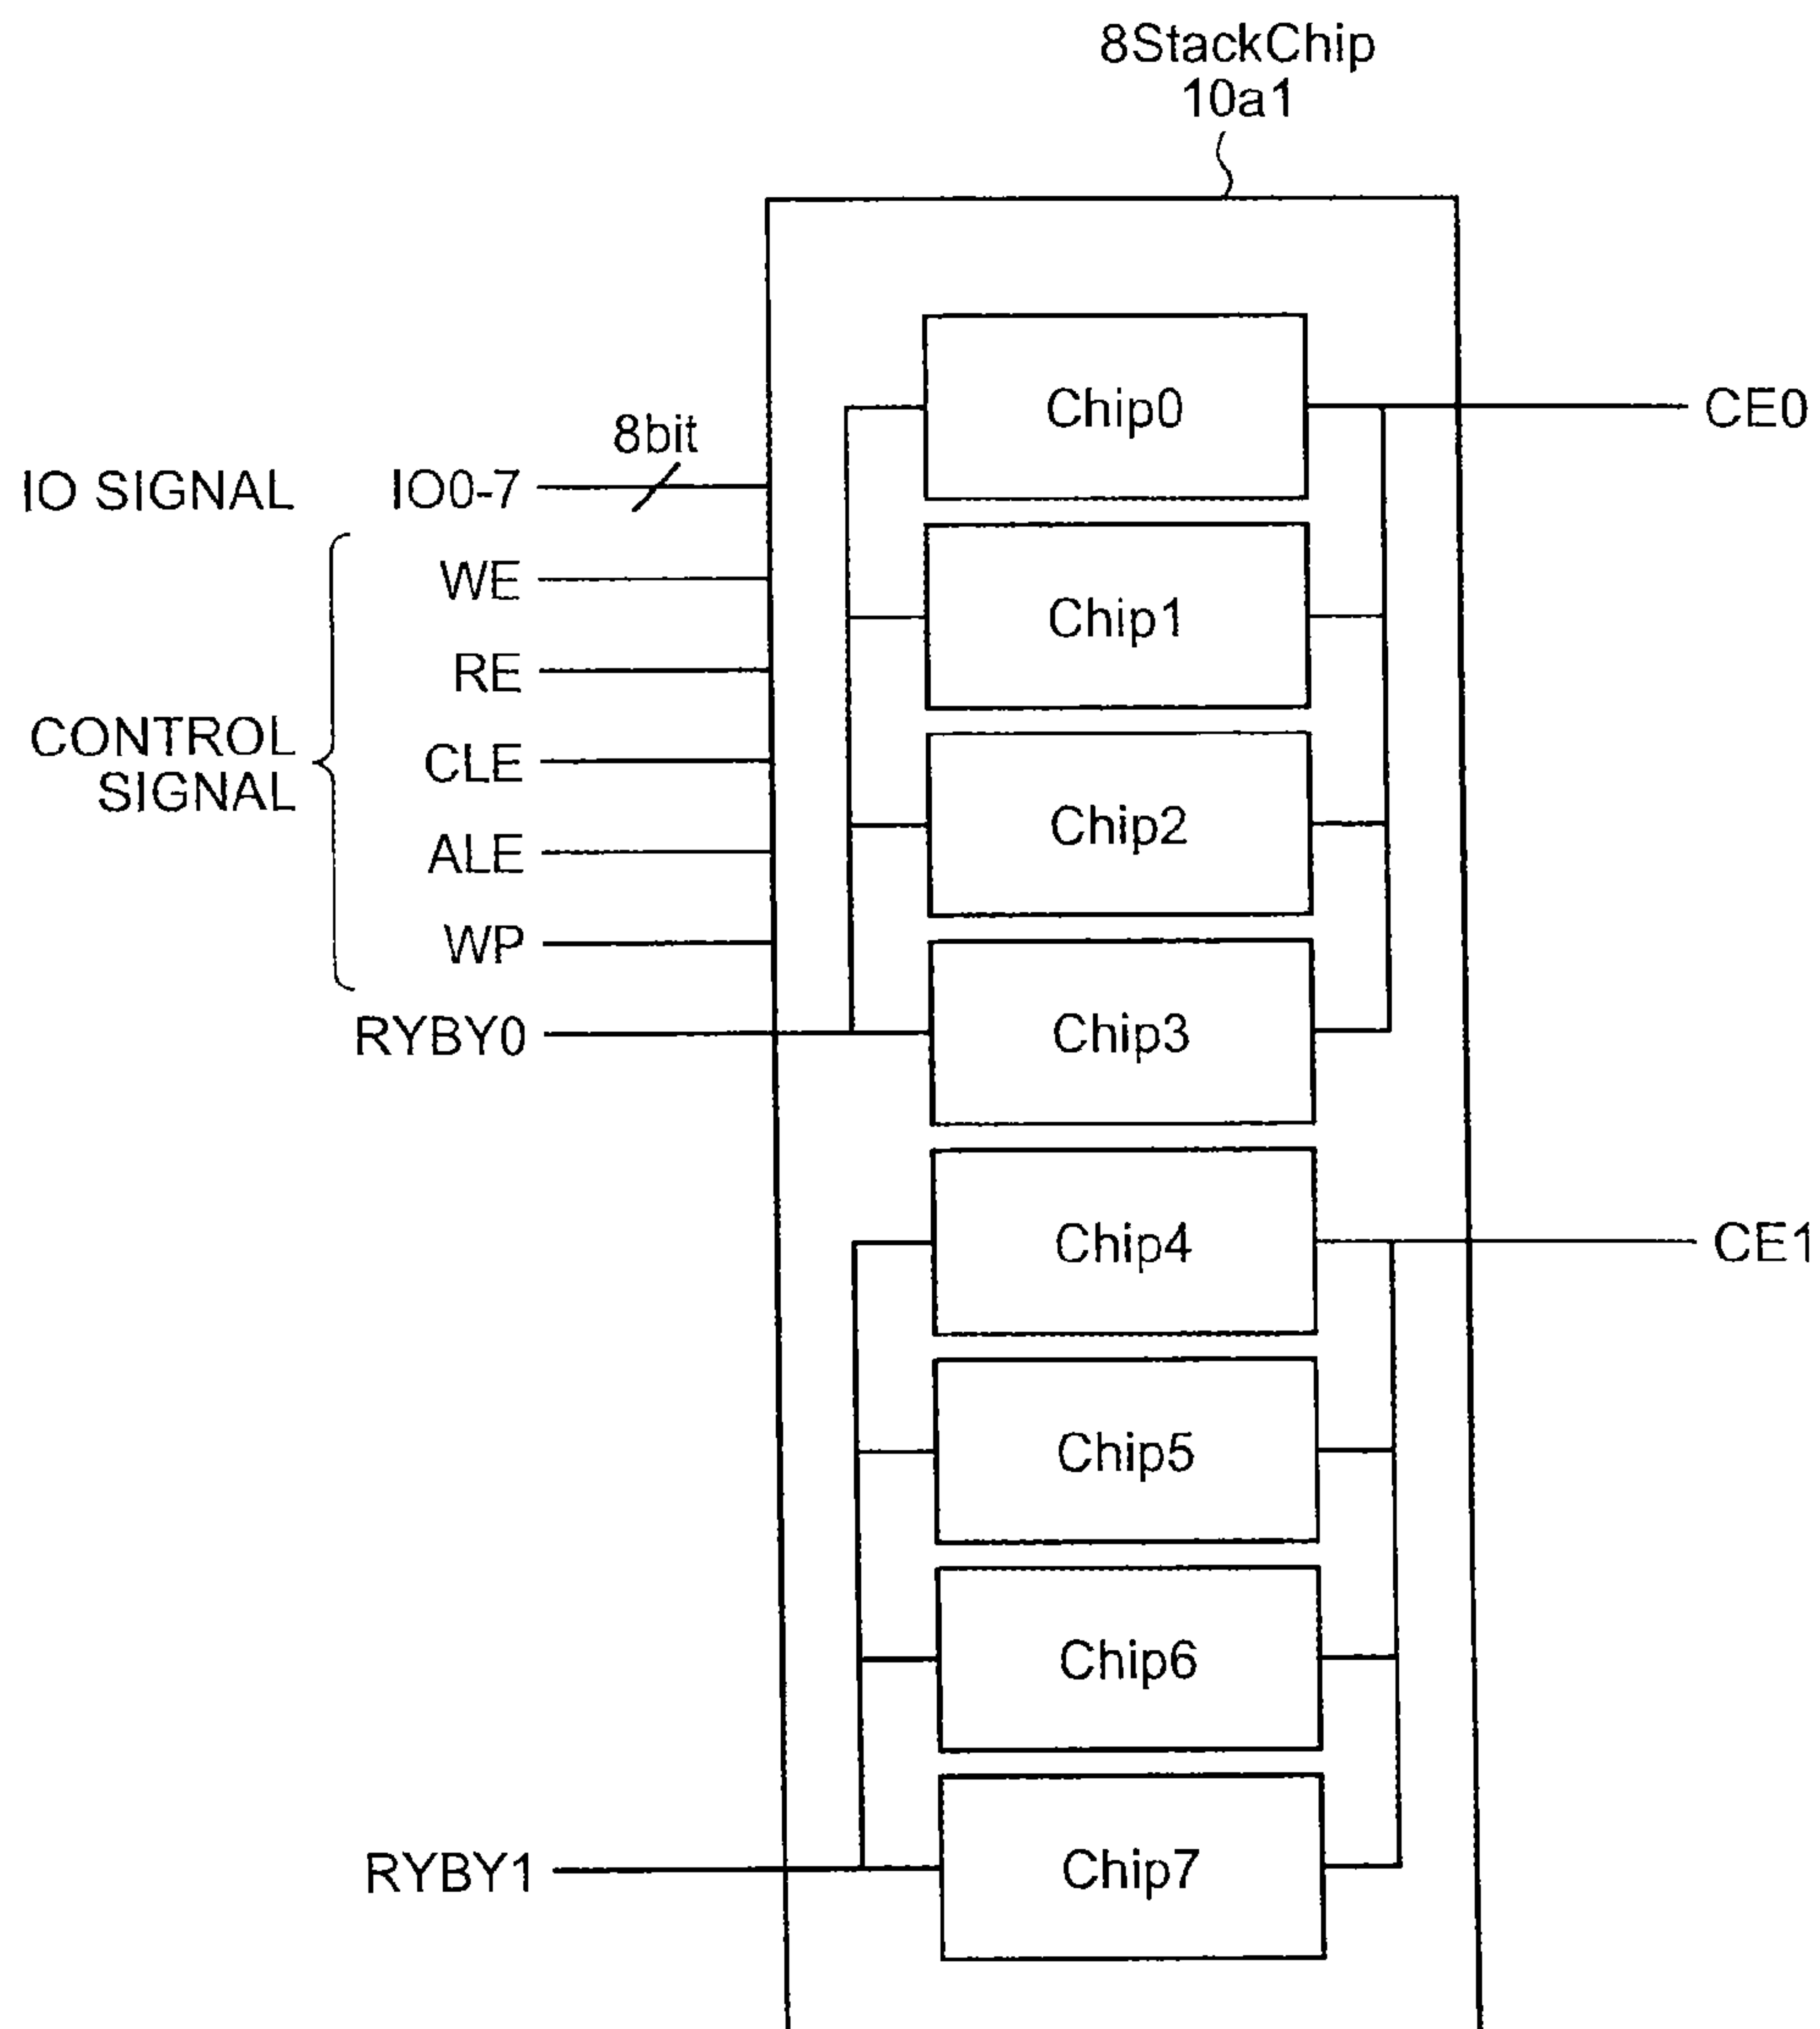 8StackChip
10a1
Chip0
CE0
8bit
IO SIGNAL IO0-7
WE
Chip1
RE
CONTROL
SIGNAL
CLE
Chip2
ALE
WP
RYBY0
Chip3
Chip4
CE1
Chip5
Chip6
RYBY1
Chip7